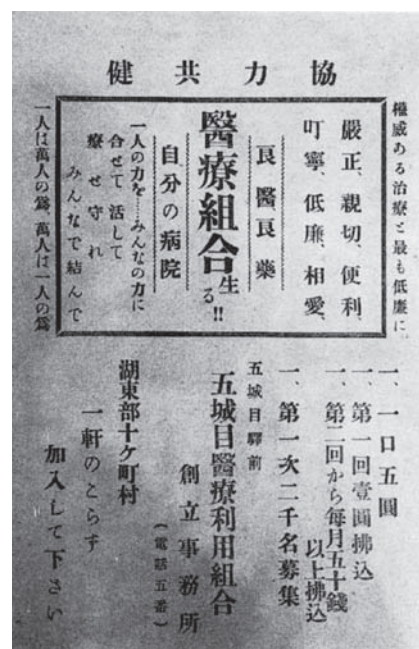 協力共健
權威ある治療と最も低廉に
嚴正、親切、便利、
叮寧、低廉、相愛、
良醫良藥
醫療組合生る!!
自分の病院
一人の力を…みんなの力に
合せて活して
療せ守れ
みんなで結んで
一人は萬人の爲、萬人は一人の爲
一、一口五圓
一、第一回壹圓拂込
一、第二回から每月五十錢
以上拂込
一、第一次二千名募集
五城目驛前
五城目醫療利用組合
創立事務所
(電話五番)
湖東部十ケ町村
一軒のこらず
加入して下さい